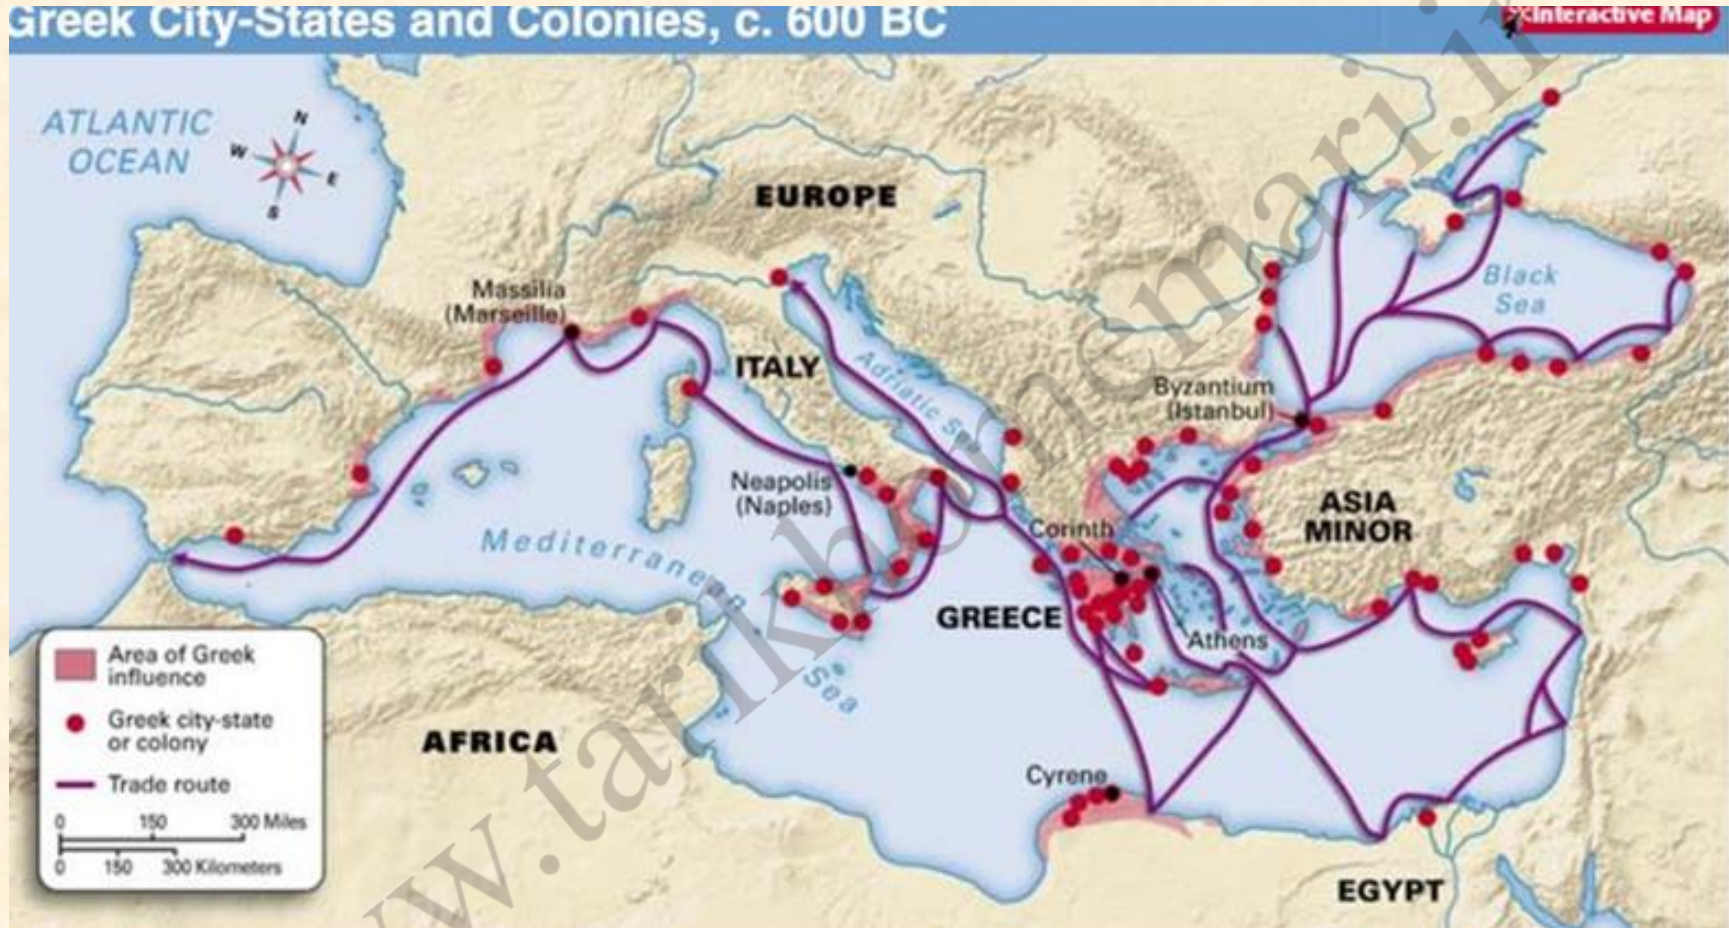 Greek City-States and Colonies, c. 600 BC
Interactive Map
ATLANTIC
OCEAN
N
W
E
S
EUROPE
Massilia
(Marseille)
ITALY
Adriatic
Black
Sea
Byzantium
(Istanbul)
Neapolis
(Naples)
ASIA
MINOR
Corinth
Mediterranean
Sea
GREECE
Athens
AFRICA
Cyrene
EGYPT
Area of Greek
influence
Greek city-state
or colony
Trade route
0 150 300 Miles
0 150 300 Kilometers